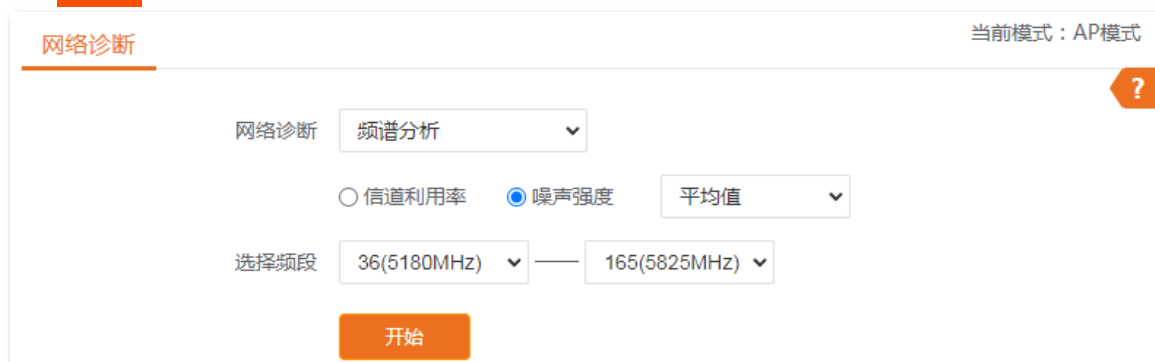 当前模式：AP模式
网络诊断
?
网络诊断 频谱分析
信道利用率 噪声强度 平均值
选择频段 36(5180MHz) —— 165(5825MHz)
开始